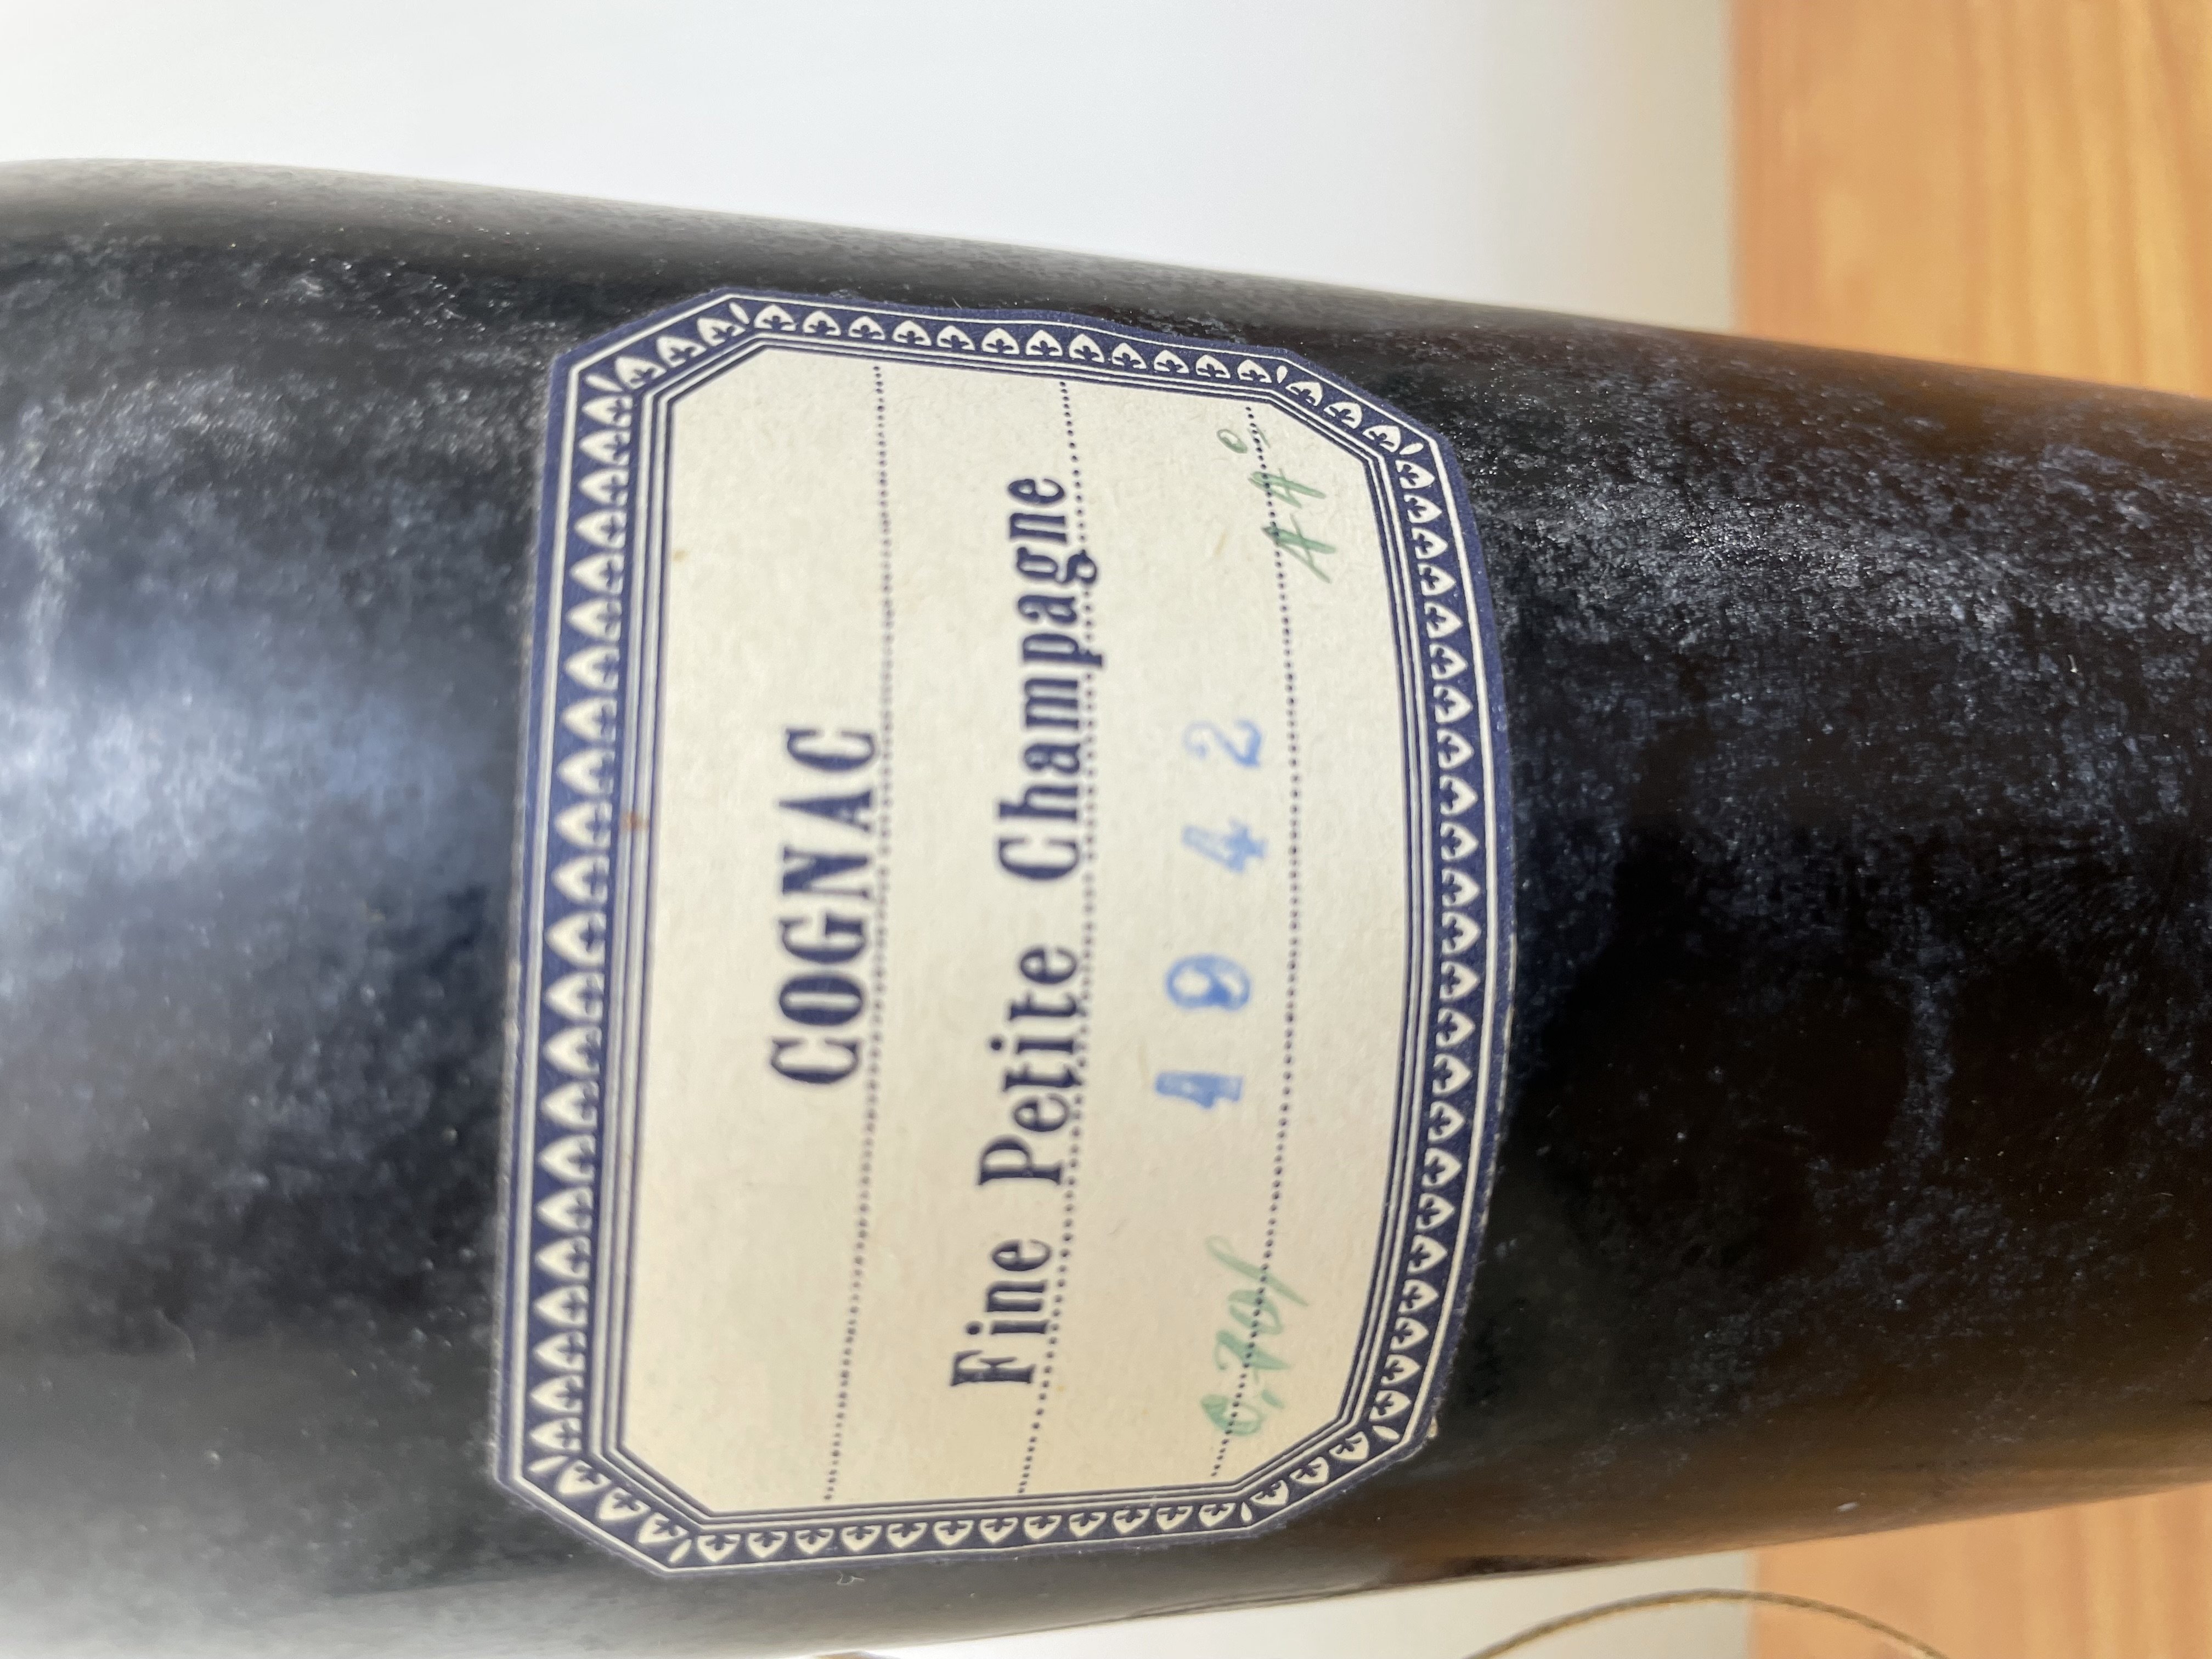 COGNAC
Fine Petite Champagne
1942
0,70l 44°